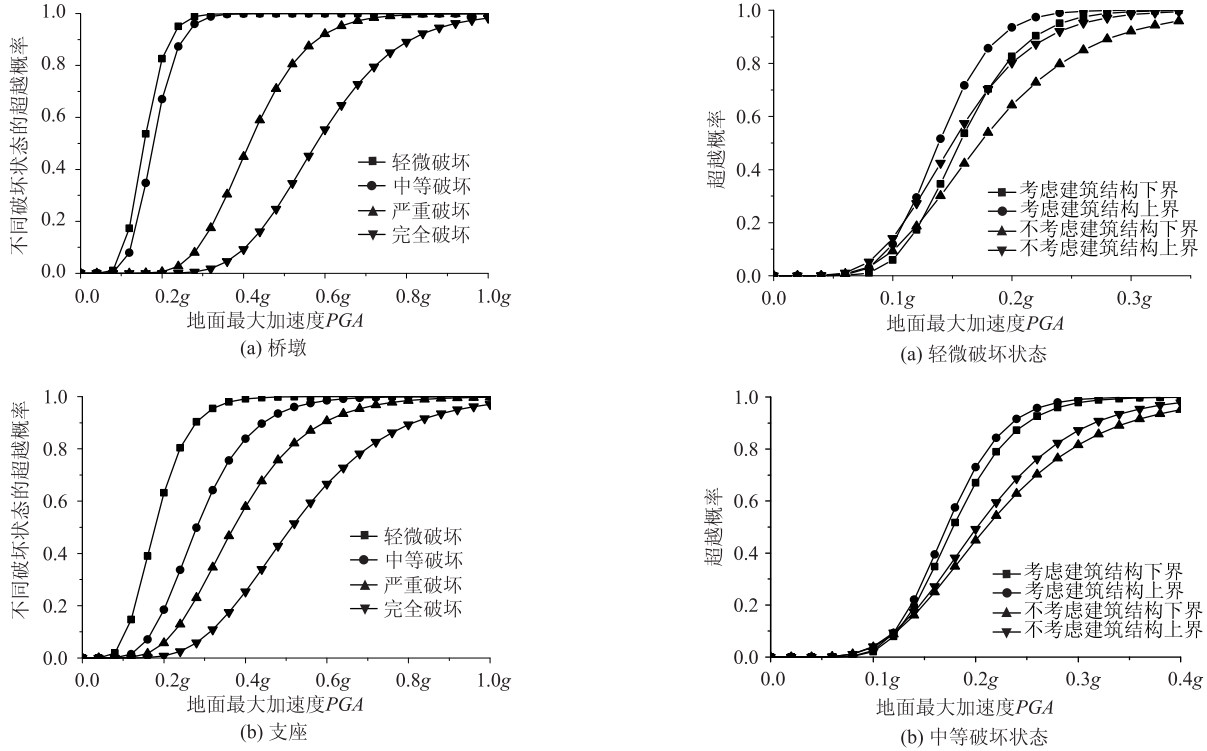 不同破坏状态的超越概率
1.0
0.8
0.6
0.4
0.2
0.0
轻微破坏
中等破坏
严重破坏
完全破坏
0.0 0.2g 0.4g 0.6g 0.8g 1.0g
地面最大加速度PGA
(a) 桥墩
超越概率
1.0
0.8
0.6
0.4
0.2
0.0
考虑建筑结构下界
考虑建筑结构上界
不考虑建筑结构下界
不考虑建筑结构上界
0.0 0.1g 0.2g 0.3g
地面最大加速度PGA
(a) 轻微破坏状态
不同破坏状态的超越概率
1.0
0.8
0.6
0.4
0.2
0.0
轻微破坏
中等破坏
严重破坏
完全破坏
0.0 0.2g 0.4g 0.6g 0.8g 1.0g
地面最大加速度PGA
(b) 支座
超越概率
1.0
0.8
0.6
0.4
0.2
0.0
考虑建筑结构下界
考虑建筑结构上界
不考虑建筑结构下界
不考虑建筑结构上界
0.0 0.1g 0.2g 0.3g 0.4g
地面最大加速度PGA
(b) 中等破坏状态